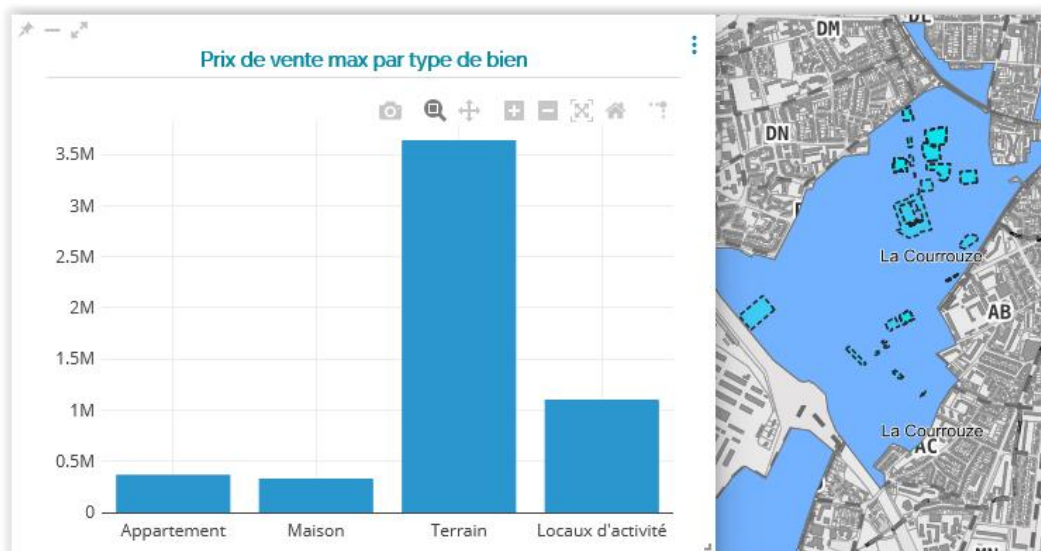 Prix de vente max par type de bien
3.5M
3M
2.5M
2M
1.5M
1M
0.5M
0
Appartement
Maison
Terrain
Locaux d'activité
DM
DN
La Courrouze
AB
La Courrouze
AC